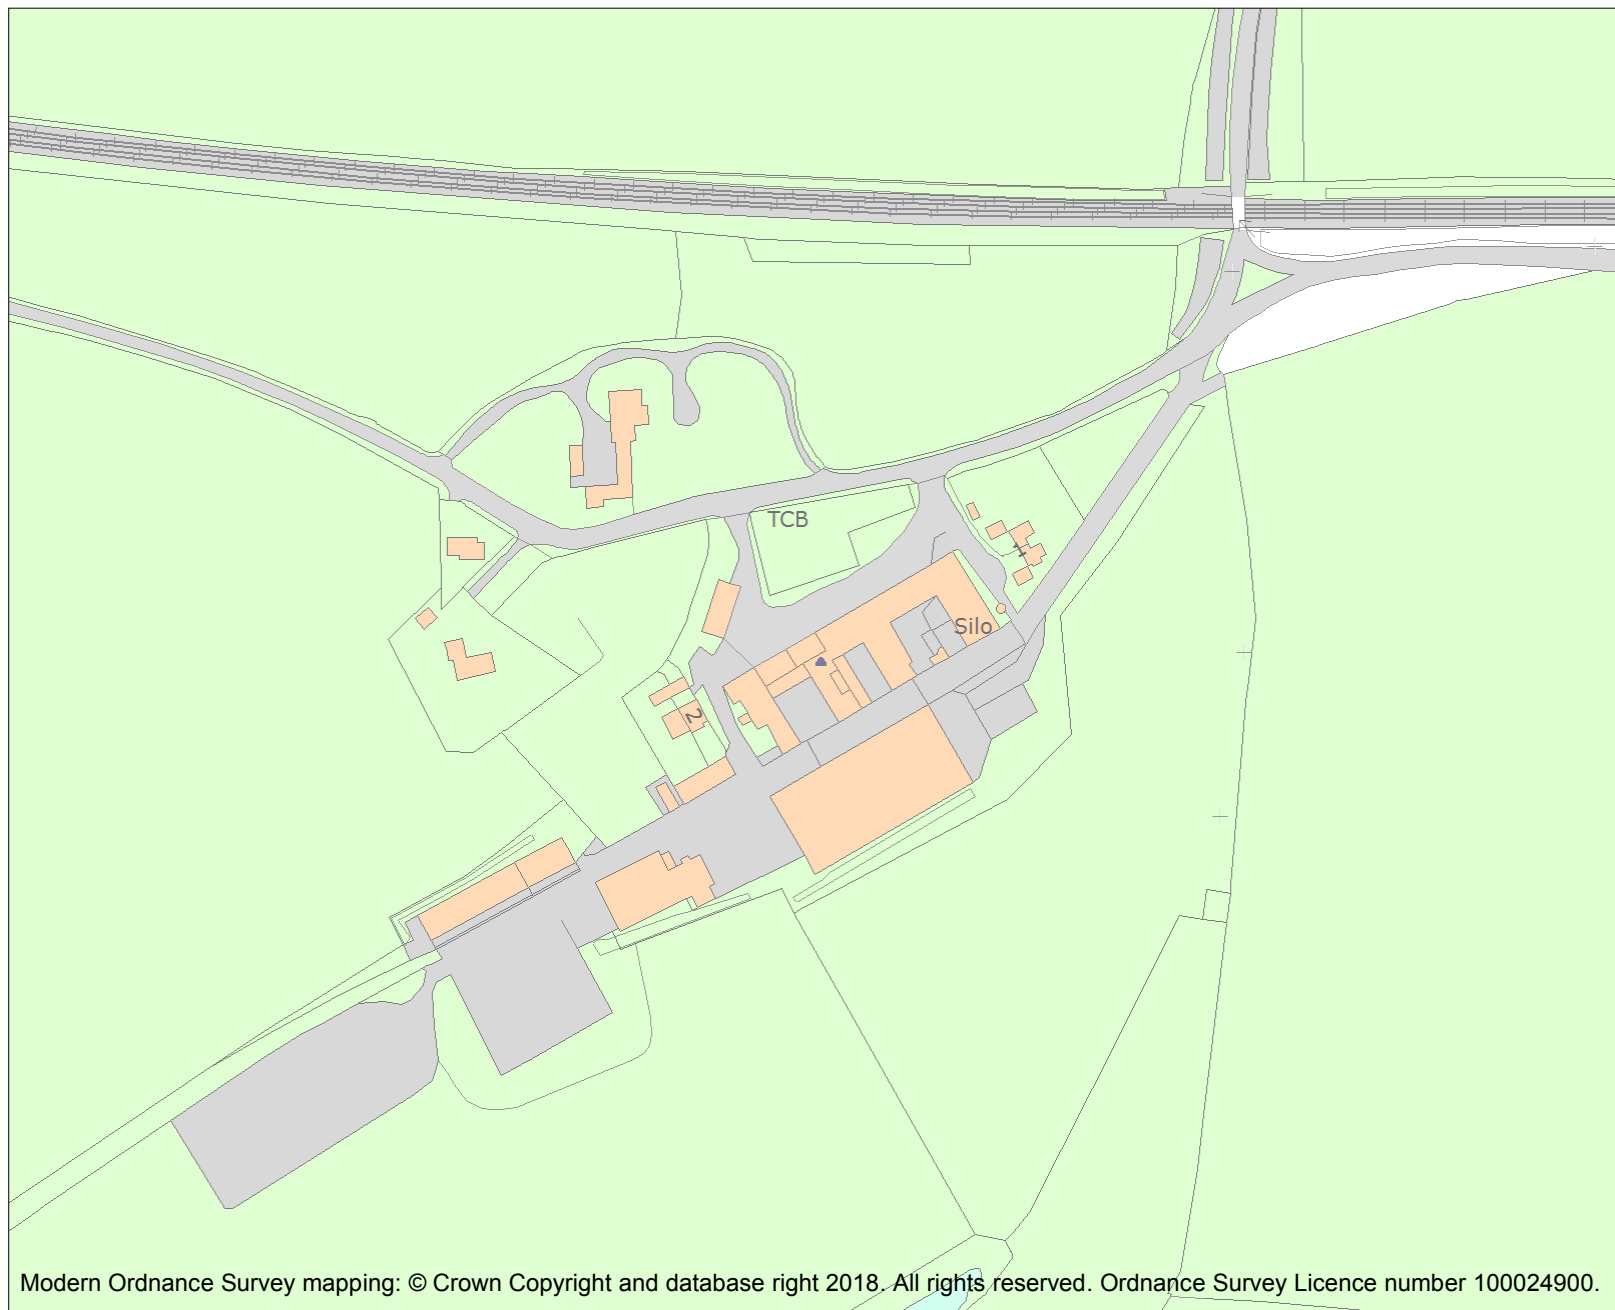 TCB
1
Silo
2
Modern Ordnance Survey mapping: © Crown Copyright and database right 2018. All rights reserved. Ordnance Survey Licence number 100024900.